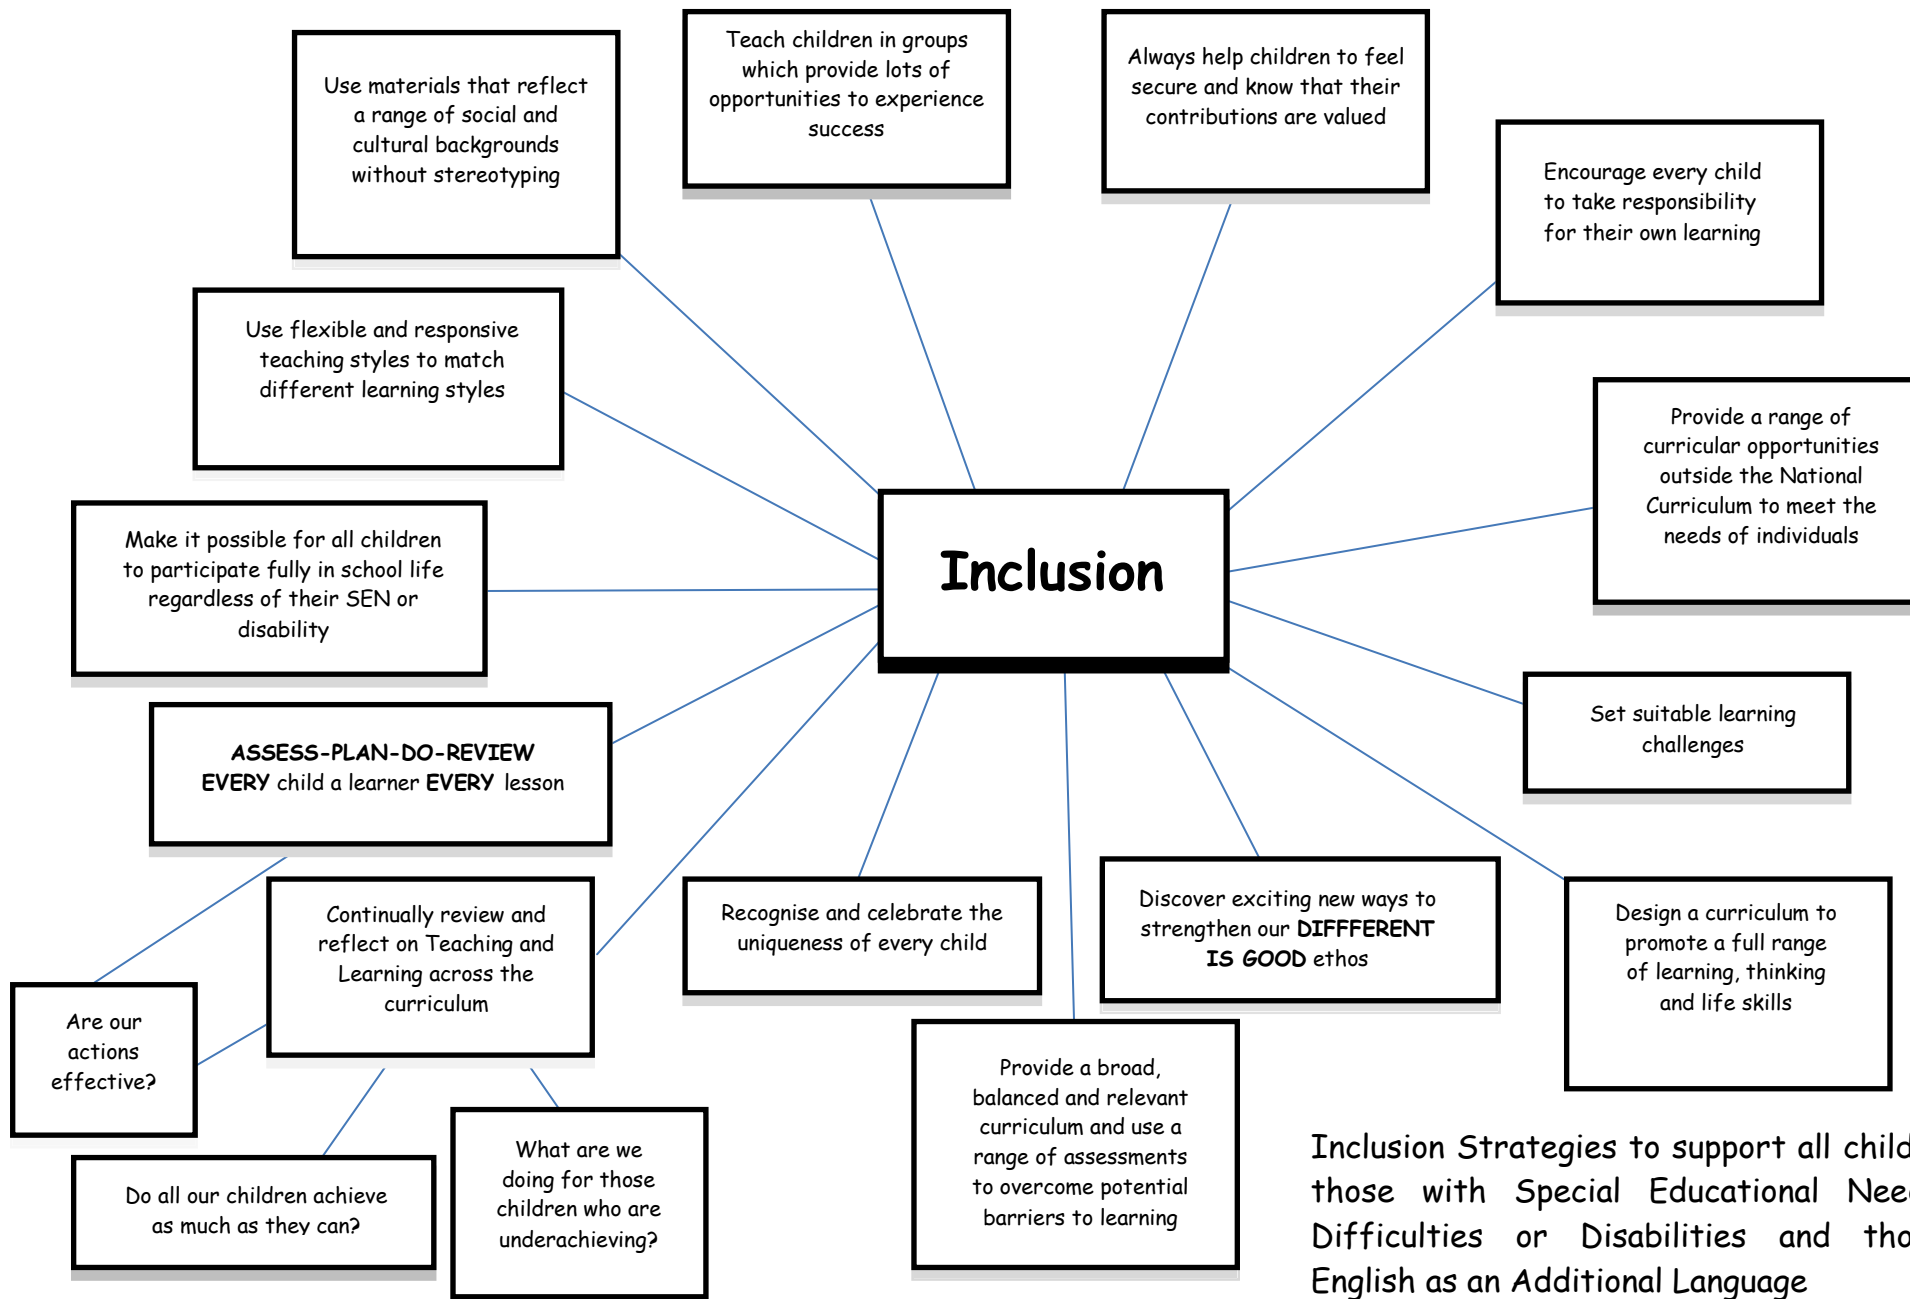 Teach children in groups
which provide lots of
opportunities to experience
success
Always help children to feel
secure and know that their
contributions are valued
Use materials that reflect
a range of social and
cultural backgrounds
without stereotyping
Encourage every child
to take responsibility
for their own learning
Use flexible and responsive
teaching styles to match
different learning styles
Provide a range of
curricular opportunities
outside the National
Curriculum to meet the
needs of individuals
Make it possible for all children
to participate fully in school life
regardless of their SEN or
disability
Inclusion
Set suitable learning
challenges
ASSESS-PLAN-DO-REVIEW
EVERY child a learner EVERY lesson
Continually review and
reflect on Teaching and
Learning across the
curriculum
Recognise and celebrate the
uniqueness of every child
Discover exciting new ways to
strengthen our DIFFFERENT
IS GOOD ethos
Design a curriculum to
promote a full range
of learning, thinking
and life skills
Are our
actions
effective?
Provide a broad,
balanced and relevant
curriculum and use a
range of assessments
to overcome potential
barriers to learning
Do all our children achieve
as much as they can?
What are we
doing for those
children who are
underachieving?
Inclusion Strategies to support all child
those with Special Educational Nee
Difficulties or Disabilities and tho
English as an Additional Language